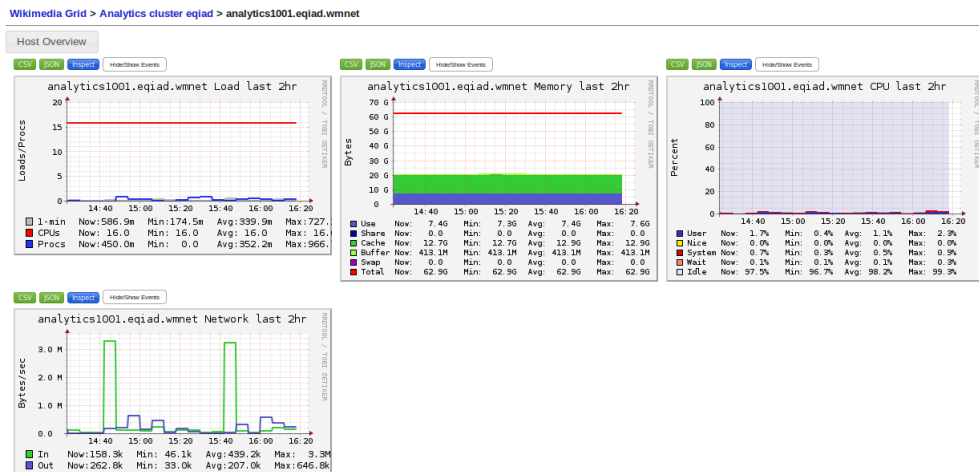 Wikimedia Grid > Analytics cluster eqiad > analytics1001.eqiad.wmnet
Host Overview
CSV JSON Inspect Hide/Show Events
analytics1001.eqiad.wmnet Load last 2hr
RRDTOOL / TOBI OETIKER
Loads/Procs
20
15
10
5
0
14:40 15:00 15:20 15:40 16:00 16:20
1-min Now:586.9m Min:174.5m Avg:339.9m Max:727.
CPUs Now: 16.0 Min: 16.0 Avg: 16.0 Max: 16.
Procs Now:450.0m Min: 0.0 Avg:352.2m Max:966.
CSV JSON Inspect Hide/Show Events
analytics1001.eqiad.wmnet Memory last 2hr
RRDTOOL / TOBI OETIKER
Bytes
70 G
60 G
50 G
40 G
30 G
20 G
10 G
0
14:40 15:00 15:20 15:40 16:00 16:20
Use Now: 7.4G Min: 7.3G Avg: 7.4G Max: 7.6G
Share Now: 0.0 Min: 0.0 Avg: 0.0 Max: 0.0
Cache Now: 12.7G Min: 12.7G Avg: 12.9G Max: 12.9G
Buffer Now: 413.1M Min: 413.1M Avg: 413.1M Max: 413.1M
Swap Now: 0.0 Min: 0.0 Avg: 0.0 Max: 0.0
Total Now: 62.9G Min: 62.9G Avg: 62.9G Max: 62.9G
CSV JSON Inspect Hide/Show Events
analytics1001.eqiad.wmnet CPU last 2hr
RRDTOOL / TOBI OETIKER
Percent
100
80
60
40
20
0
14:40 15:00 15:20 15:40 16:00 16:20
User Now: 1.7% Min: 0.4% Avg: 1.1% Max: 2.3%
Nice Now: 0.0% Min: 0.0% Avg: 0.0% Max: 0.0%
System Now: 0.7% Min: 0.3% Avg: 0.5% Max: 0.9%
Wait Now: 0.1% Min: 0.1% Avg: 0.1% Max: 0.3%
Idle Now: 97.5% Min: 96.7% Avg: 98.2% Max: 99.3%
CSV JSON Inspect Hide/Show Events
analytics1001.eqiad.wmnet Network last 2hr
RRDTOOL / TOBI OETIKER
Bytes/sec
3.0 M
2.0 M
1.0 M
0.0
14:40 15:00 15:20 15:40 16:00 16:20
In Now:158.3k Min: 46.1k Avg:439.2k Max: 3.3M
Out Now:262.8k Min: 33.0k Avg:207.0k Max:646.8k